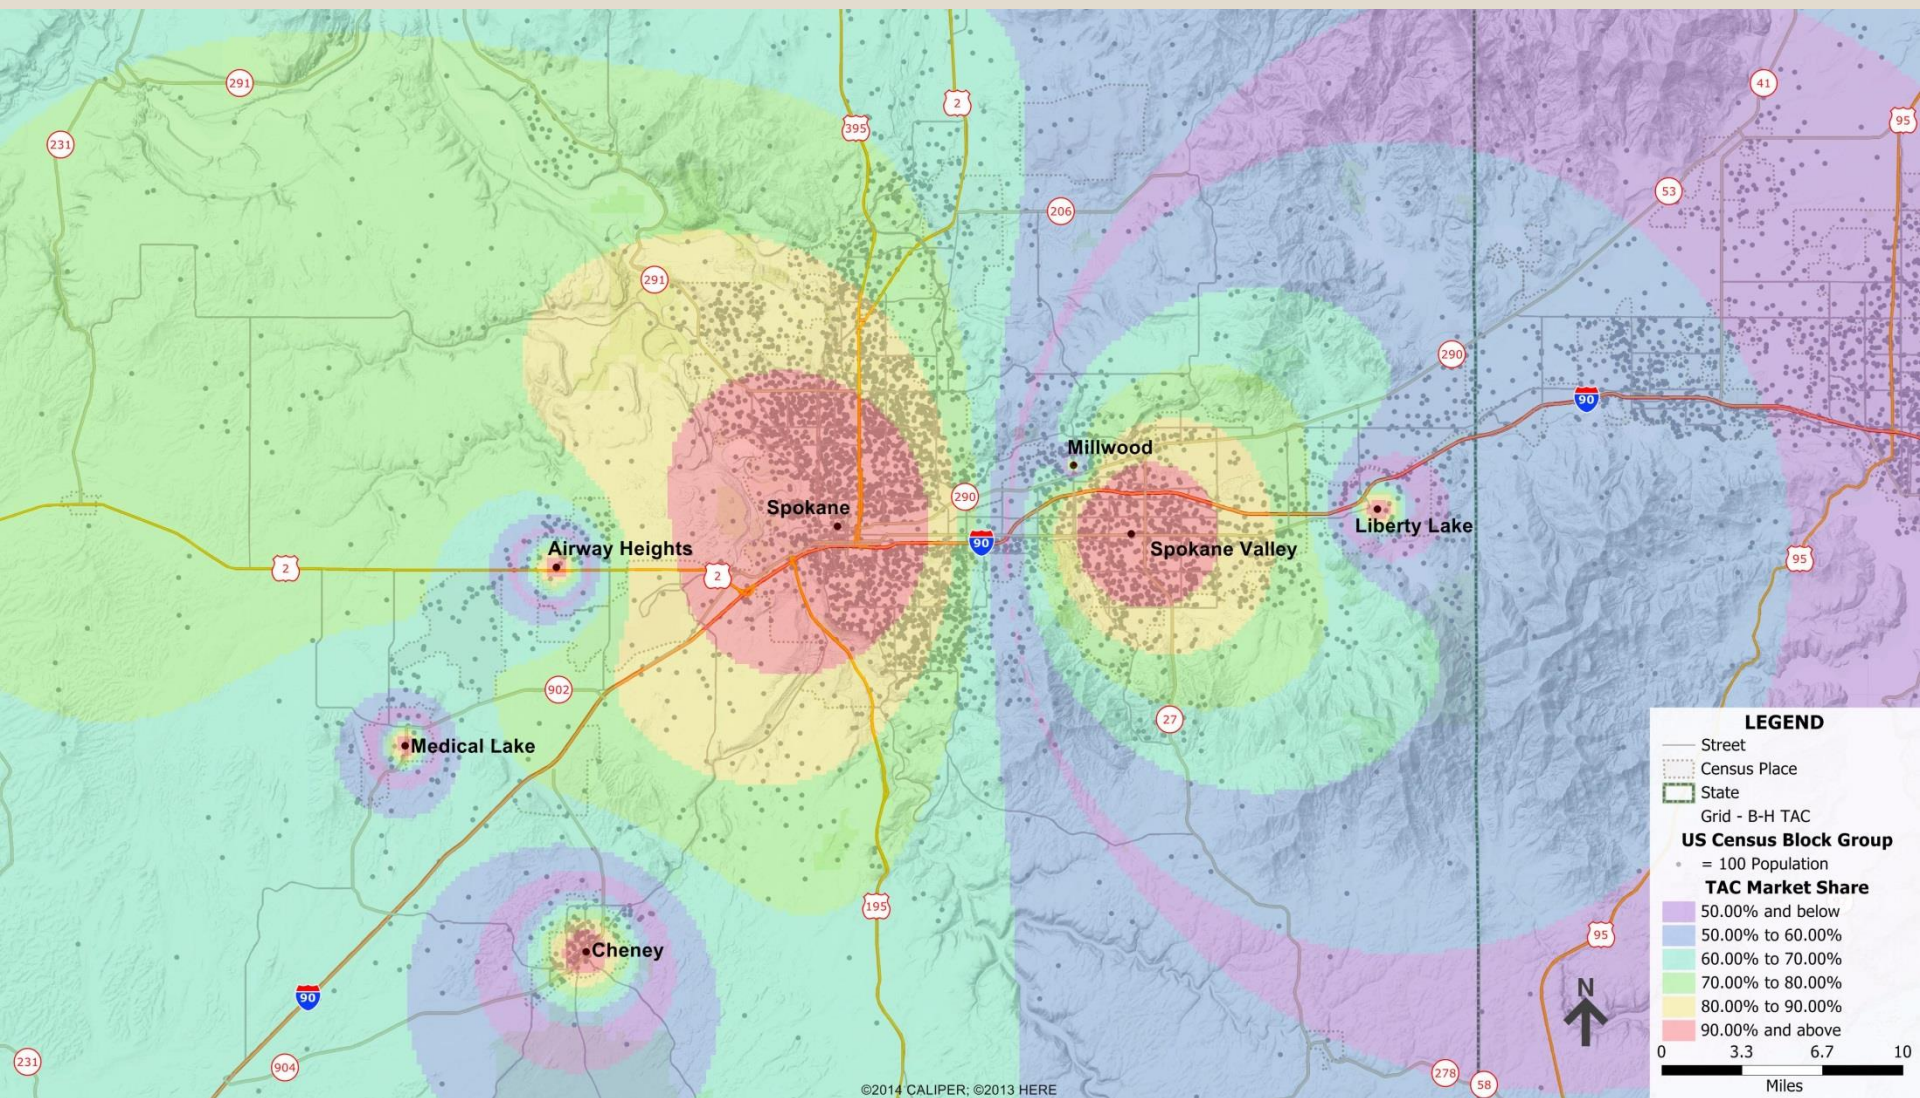 291
231
395
2
41
95
53
206
291
290
90
Millwood
290
Spokane
Liberty Lake
90
Spokane Valley
Airway Heights
2
2
95
902
27
Medical Lake
195
Cheney
95
90
231
904
278
58
©2014 CALIPER; ©2013 HERE
LEGEND
Street
Census Place
State
Grid - B-H TAC
US Census Block Group
= 100 Population
TAC Market Share
50.00% and below
50.00% to 60.00%
60.00% to 70.00%
70.00% to 80.00%
80.00% to 90.00%
90.00% and above
N
0 3.3 6.7 10
Miles